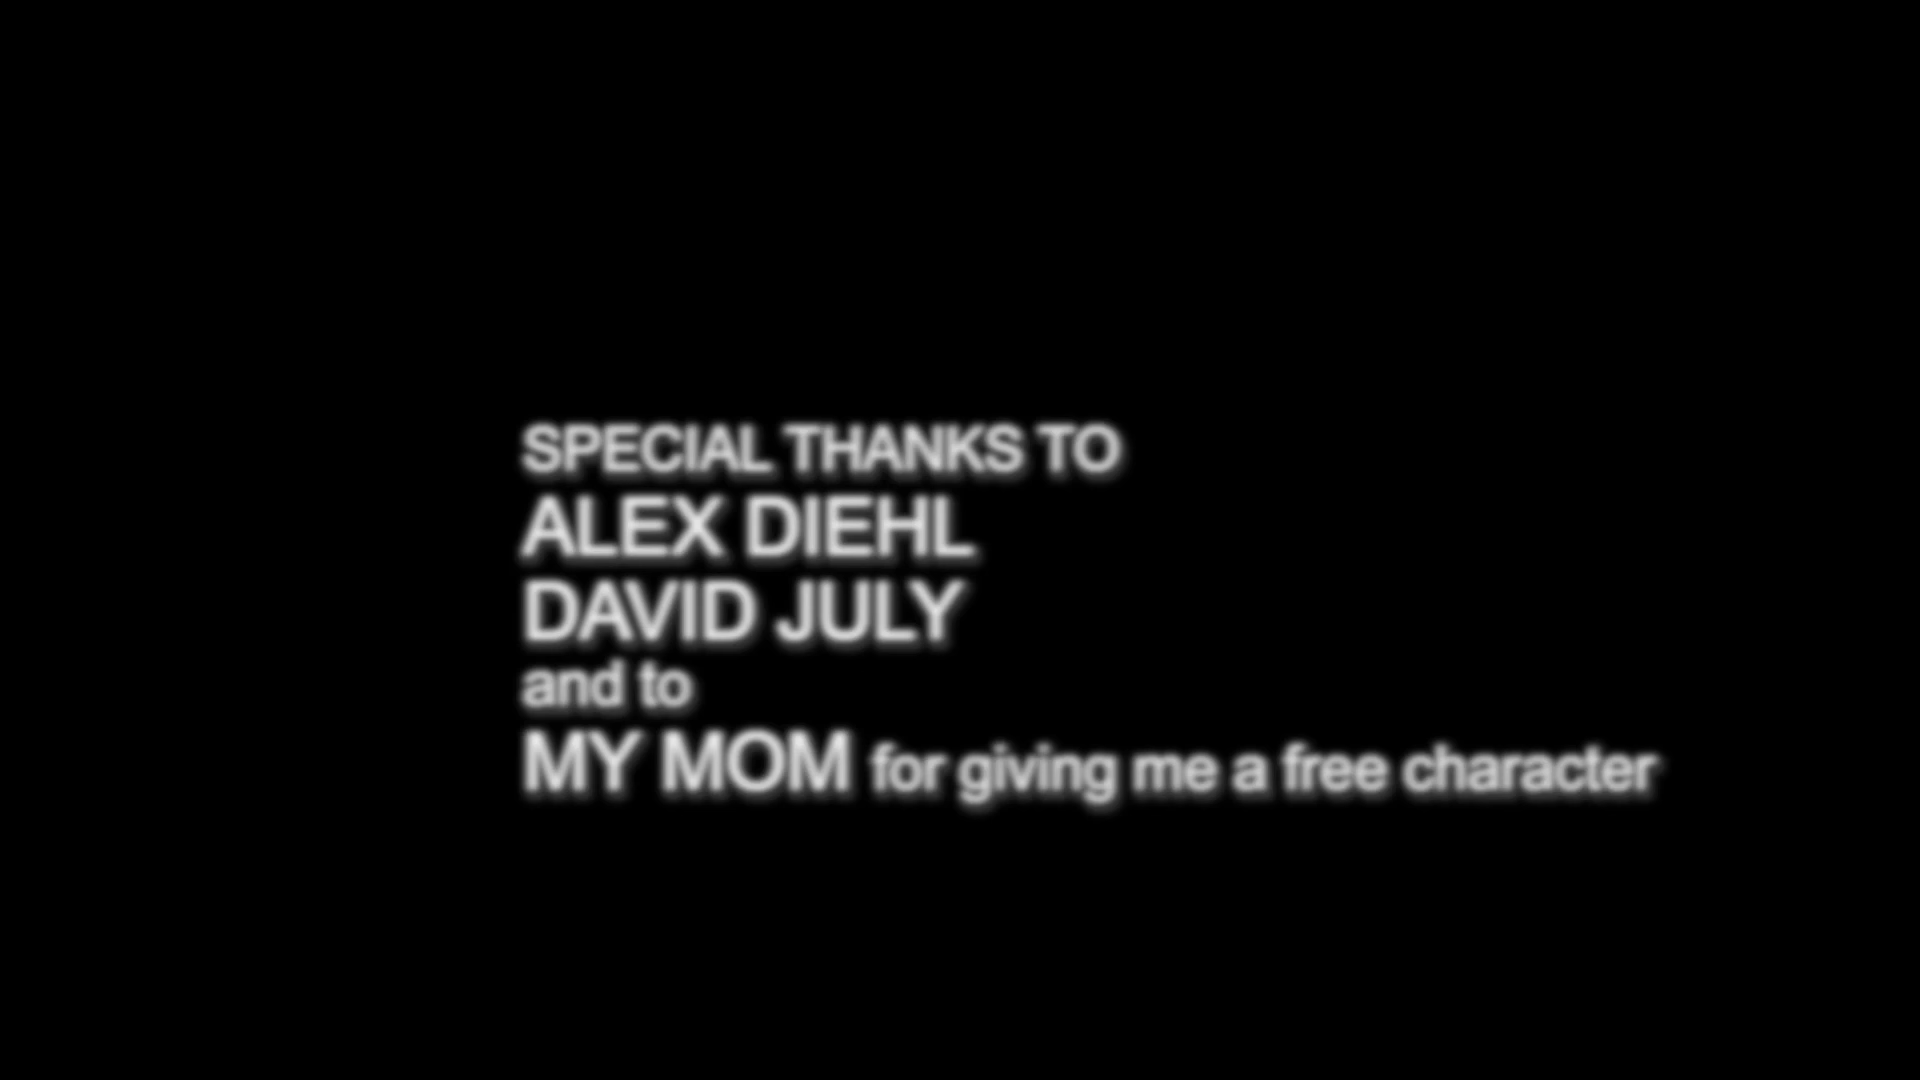 SPECIAL THANKS TO
ALEX DIEHL
DAVID JULY
and to
MY MOM for giving me a free character